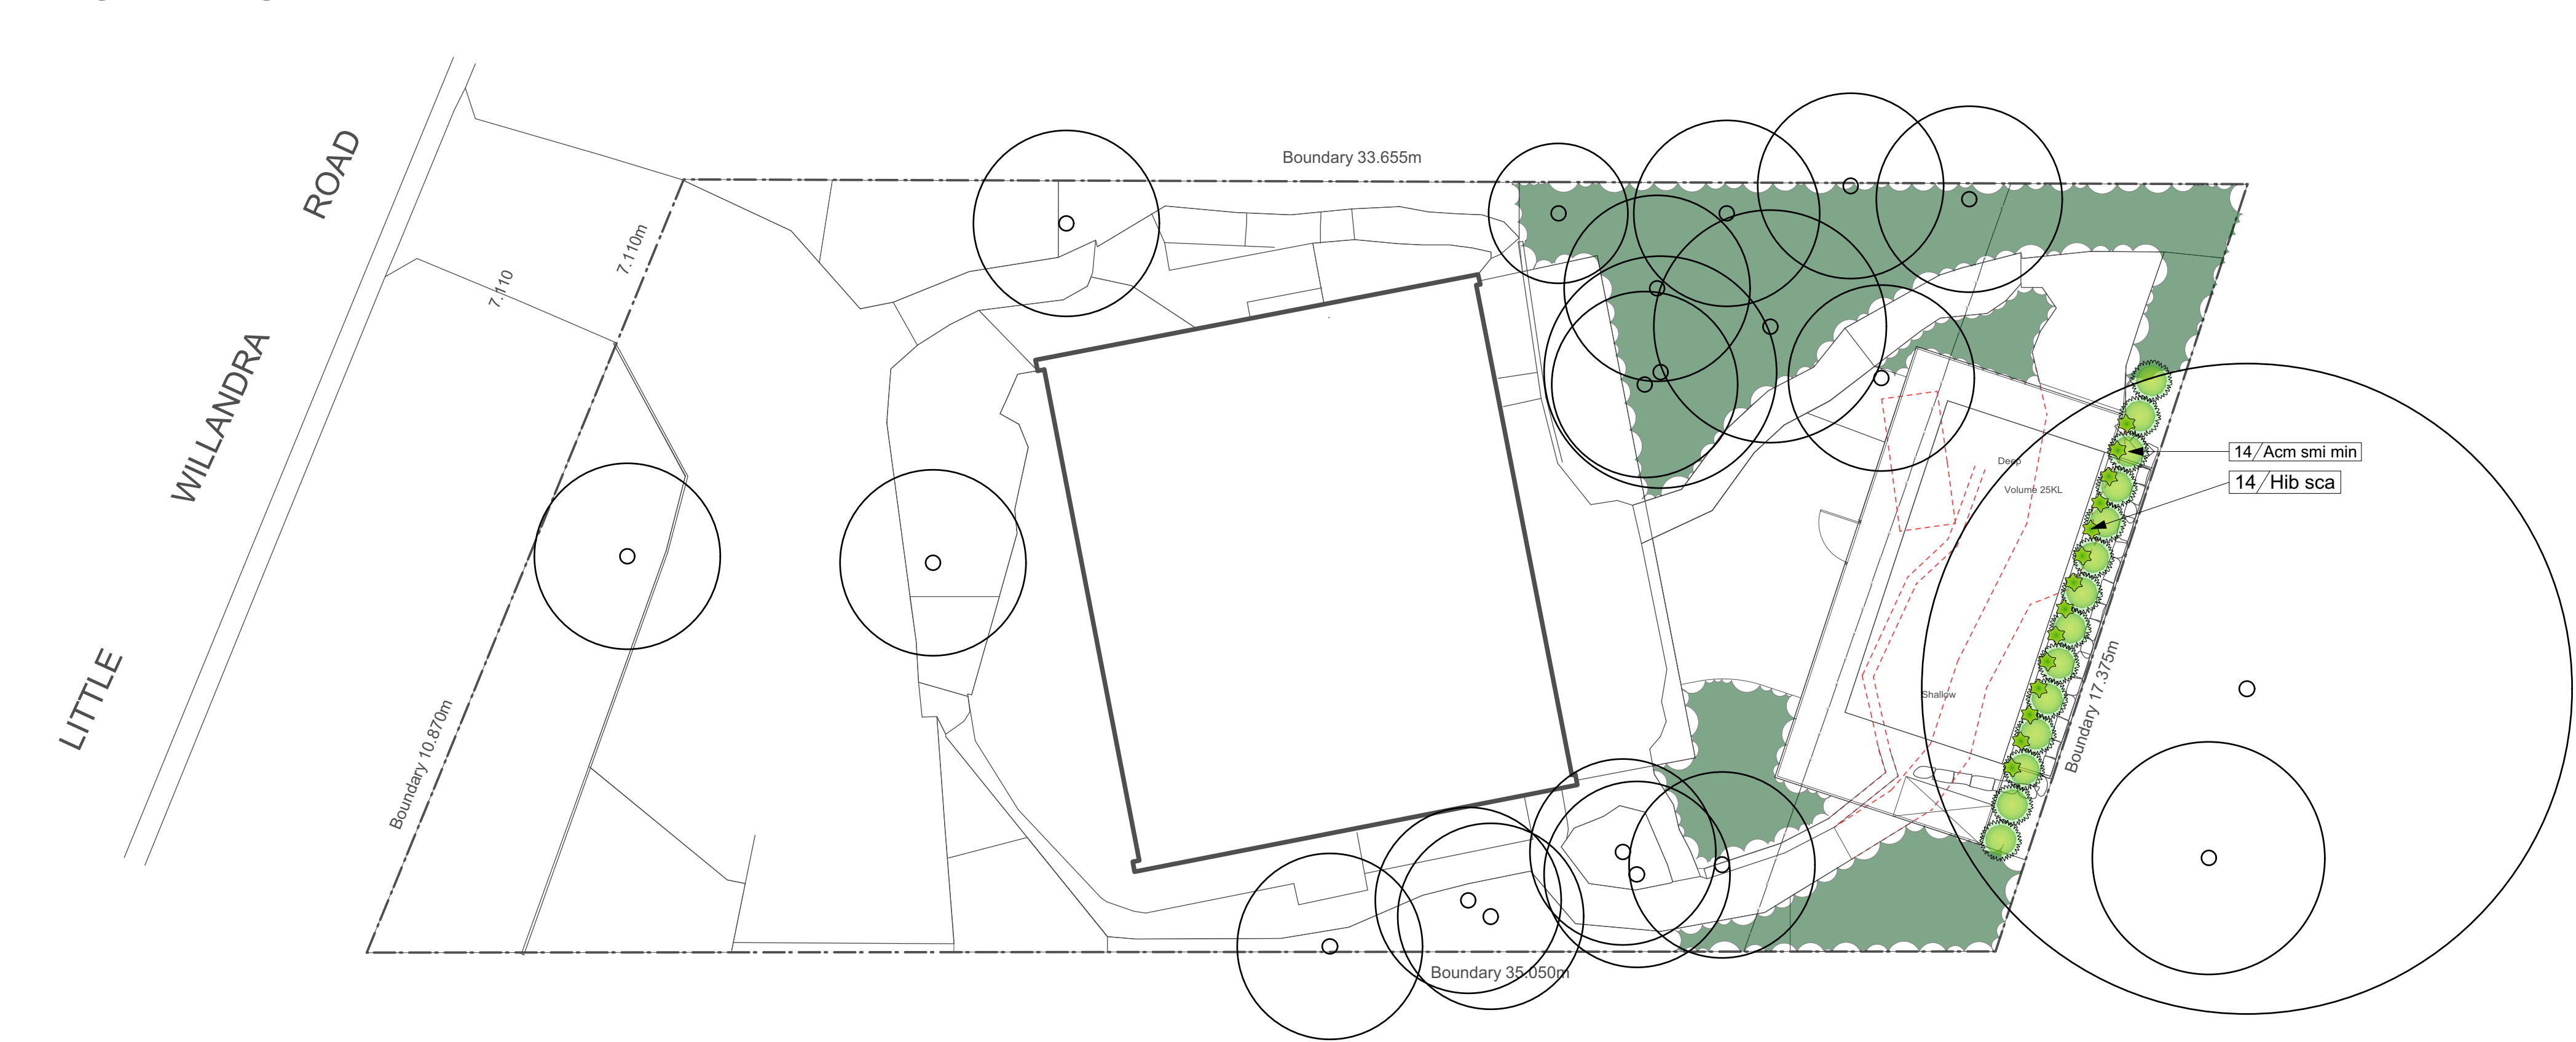 LITTLE WILLANDRA ROAD
Boundary 33.655m
7.110m
7.110
Boundary 10.870m
Deep
Volume 25KL
Shallow
14/Acm smi min
14/Hib sca
Boundary 17.375m
Boundary 35.050m